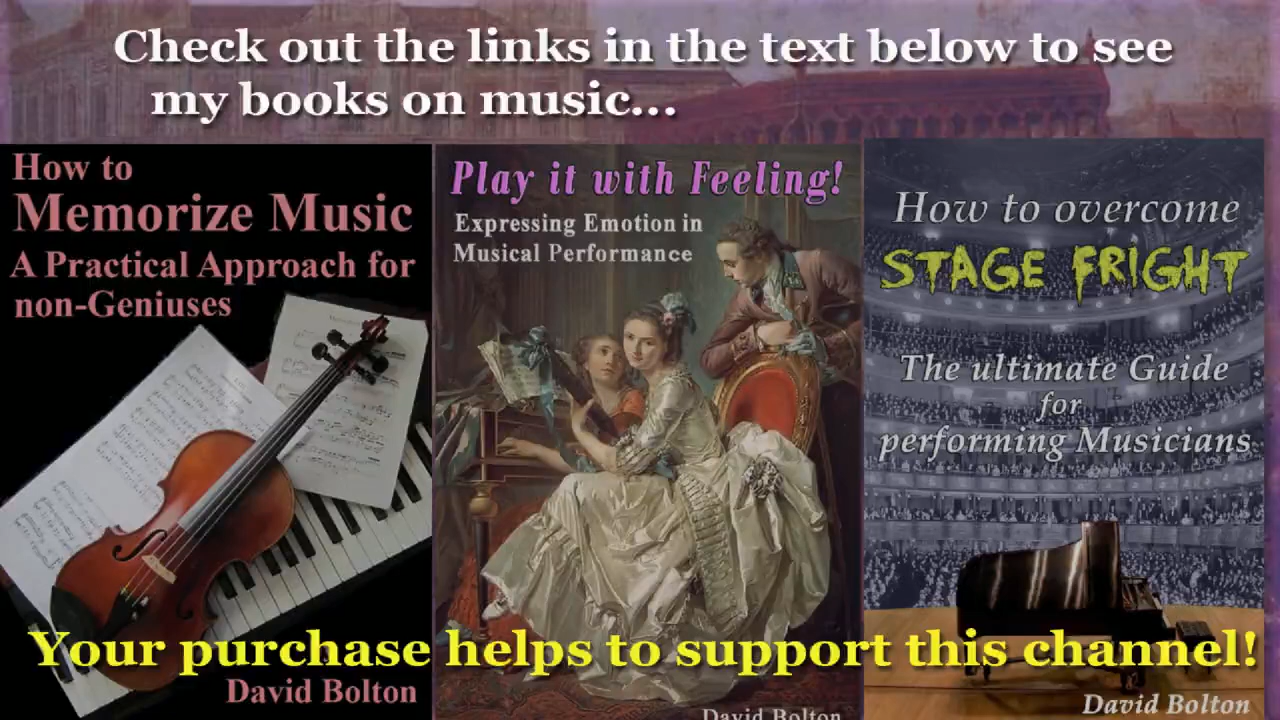 Check out the links in the text below to see
my books on music...
How to
Memorize Music
A Practical Approach for
non-Geniuses
Play it with Feeling!
Expressing Emotion in
Musical Performance
How to overcome
STAGE FRIGHT
The ultimate Guide
for
performing Musicians
Your purchase helps to support this channel!
David Bolton
David Bolton
David Bolton